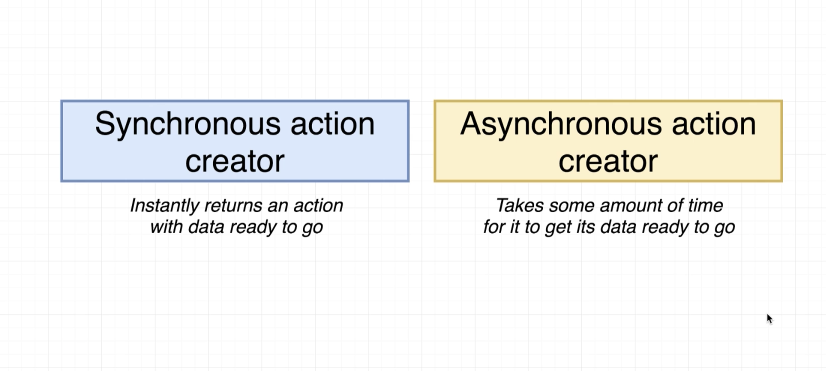 Synchronous action
creator
Instantly returns an action
with data ready to go
Asynchronous action
creator
Takes some amount of time
for it to get its data ready to go